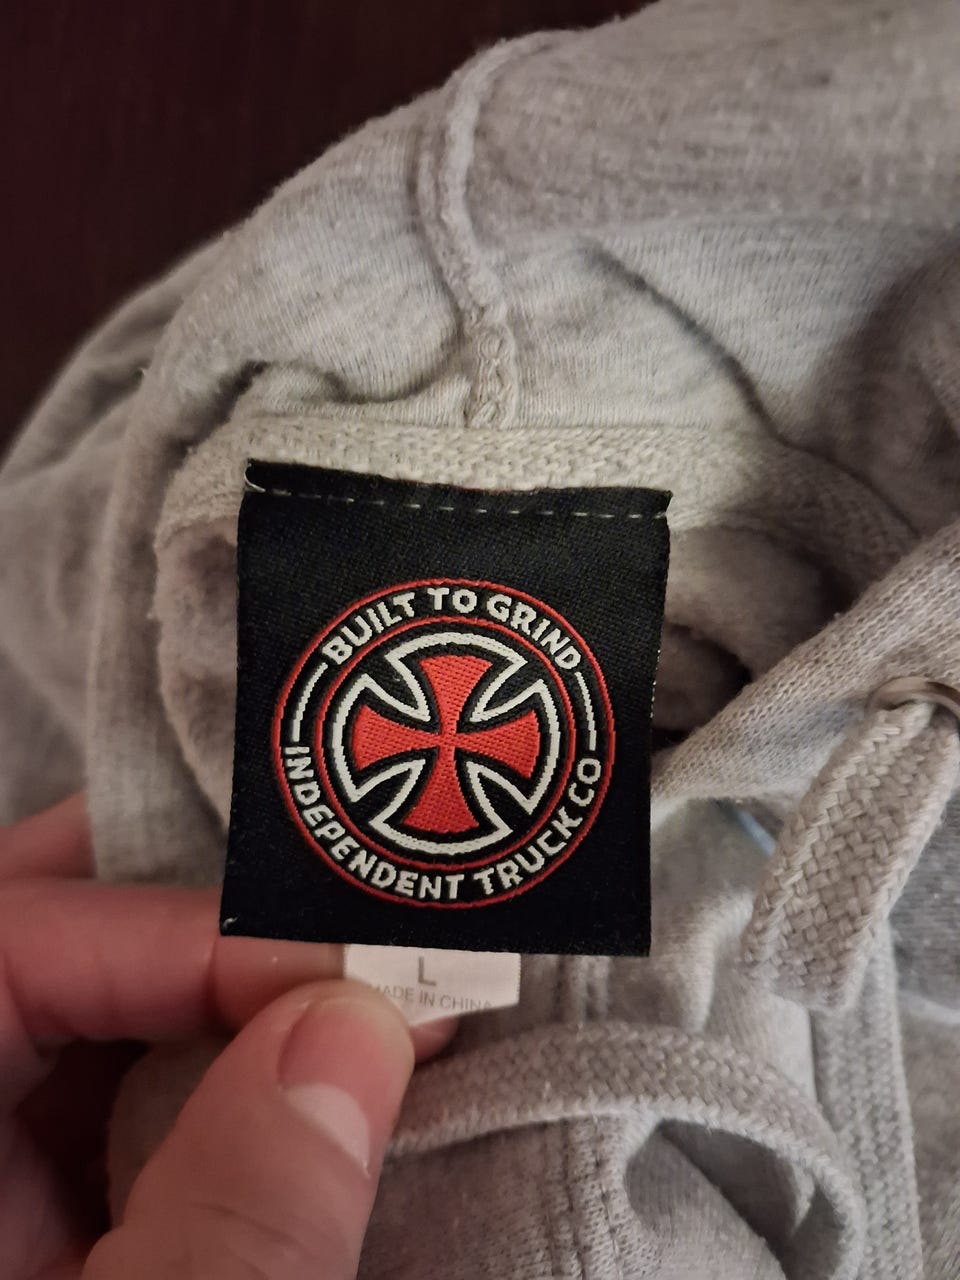 BUILT TO GRIND
INDEPENDENT TRUCK CO
L
MADE IN CHINA